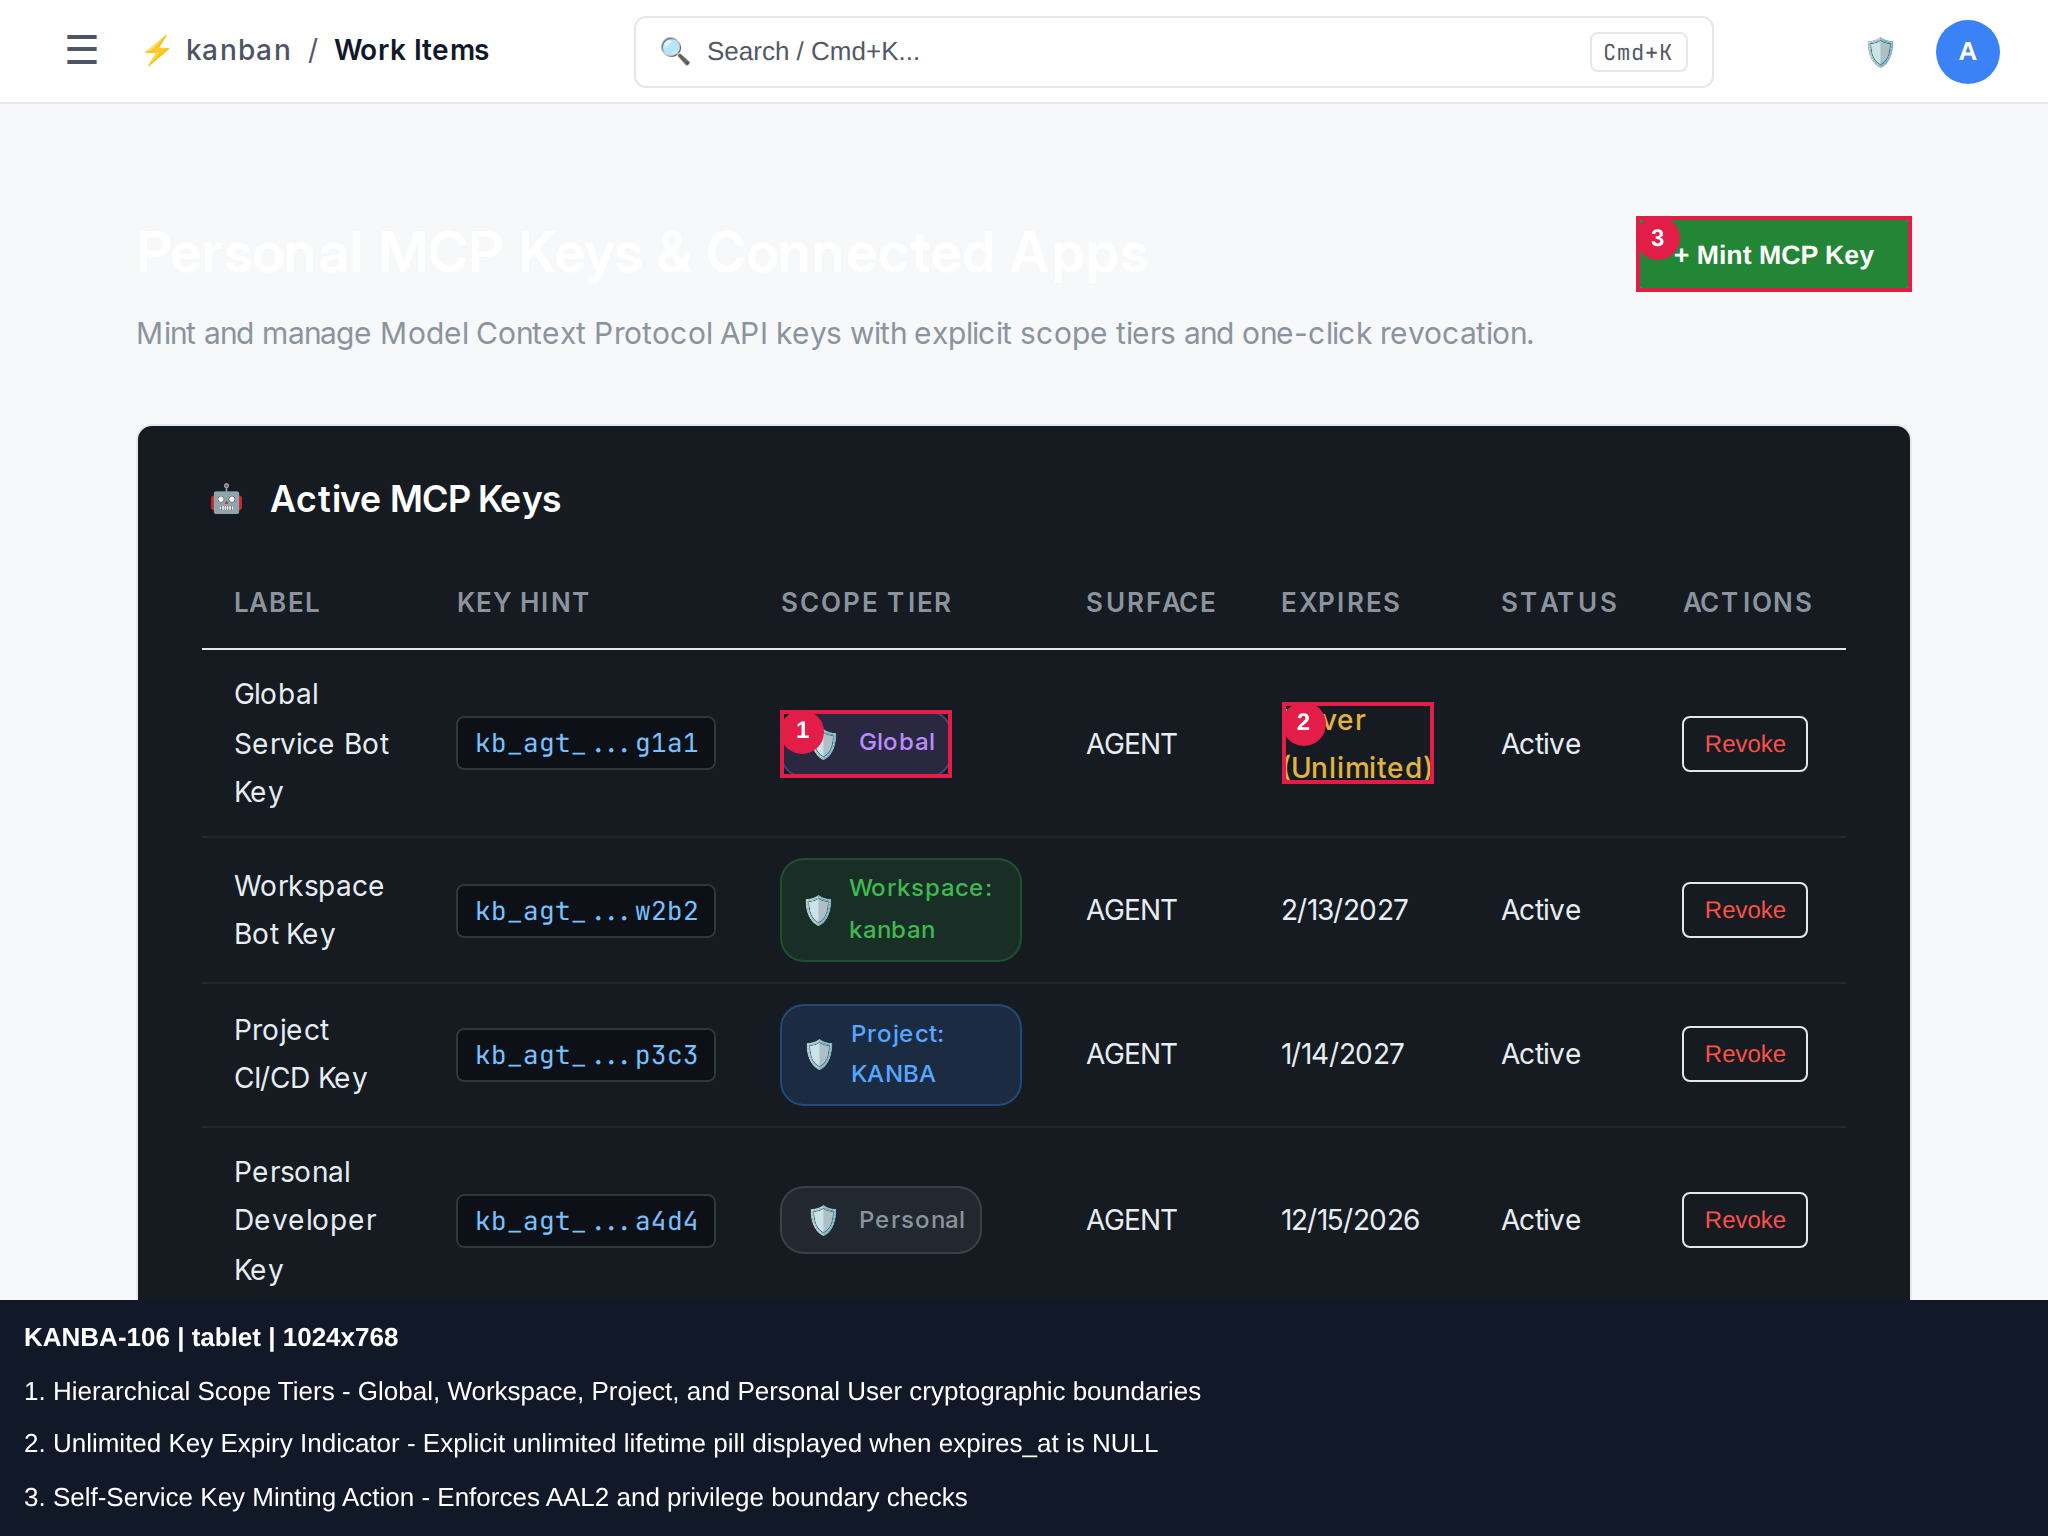 ☰ ⚡ kanban / Work Items
🔍 Search / Cmd+K... Cmd+K
A
Personal MCP Keys & Connected Apps
3 + Mint MCP Key
Mint and manage Model Context Protocol API keys with explicit scope tiers and one-click revocation.
Active MCP Keys
LABEL KEY HINT SCOPE TIER SURFACE EXPIRES STATUS ACTIONS
Global
Service Bot
Key
kb_agt_...g1a1
1 Global
AGENT
2
(Unlimited)
Active
Revoke
Workspace
Bot Key
kb_agt_...w2b2
Workspace:
kanban
AGENT
2/13/2027
Active
Revoke
Project
CI/CD Key
kb_agt_...p3c3
Project:
KANBA
AGENT
1/14/2027
Active
Revoke
Personal
Developer
Key
kb_agt_...a4d4
Personal
AGENT
12/15/2026
Active
Revoke
KANBA-106 | tablet | 1024x768
1. Hierarchical Scope Tiers - Global, Workspace, Project, and Personal User cryptographic boundaries
2. Unlimited Key Expiry Indicator - Explicit unlimited lifetime pill displayed when expires_at is NULL
3. Self-Service Key Minting Action - Enforces AAL2 and privilege boundary checks